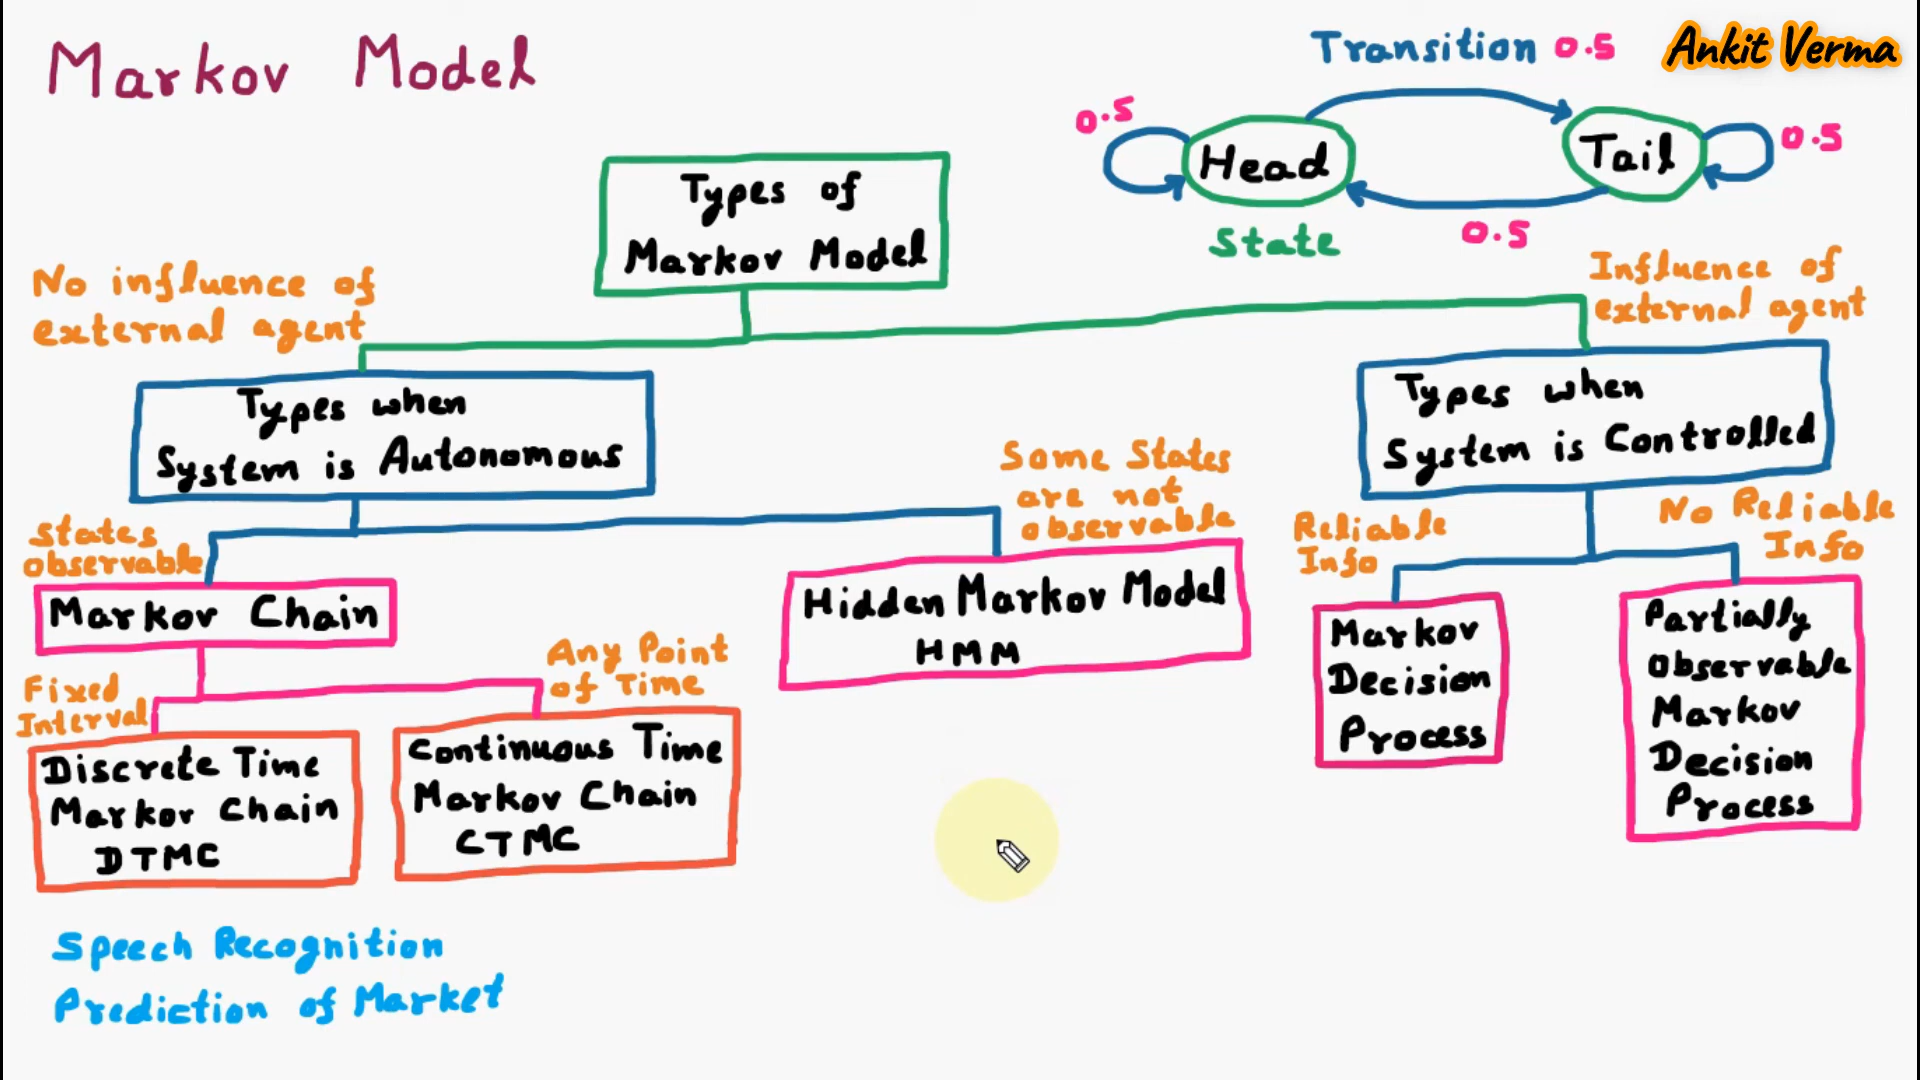 Markov Model
Transition 0.5
Ankit Verma
0.5
Head
Tail
0.5
State
0.5
Types of
Markov Model
No influence of
external agent
Influence of
external agent
Types when
System is Autonomous
Types when
System is Controlled
States
observable
Some States
are not
observable
Reliable
Info
No Reliable
Info
Markov Chain
Hidden Markov Model
HMM
Markov
Decision
Process
Partially
Observable
Markov
Decision
Process
Fixed
Interval
Any Point
of Time
Discrete Time
Markov Chain
DTMC
Continuous Time
Markov Chain
CTMC
Speech Recognition
Prediction of Market